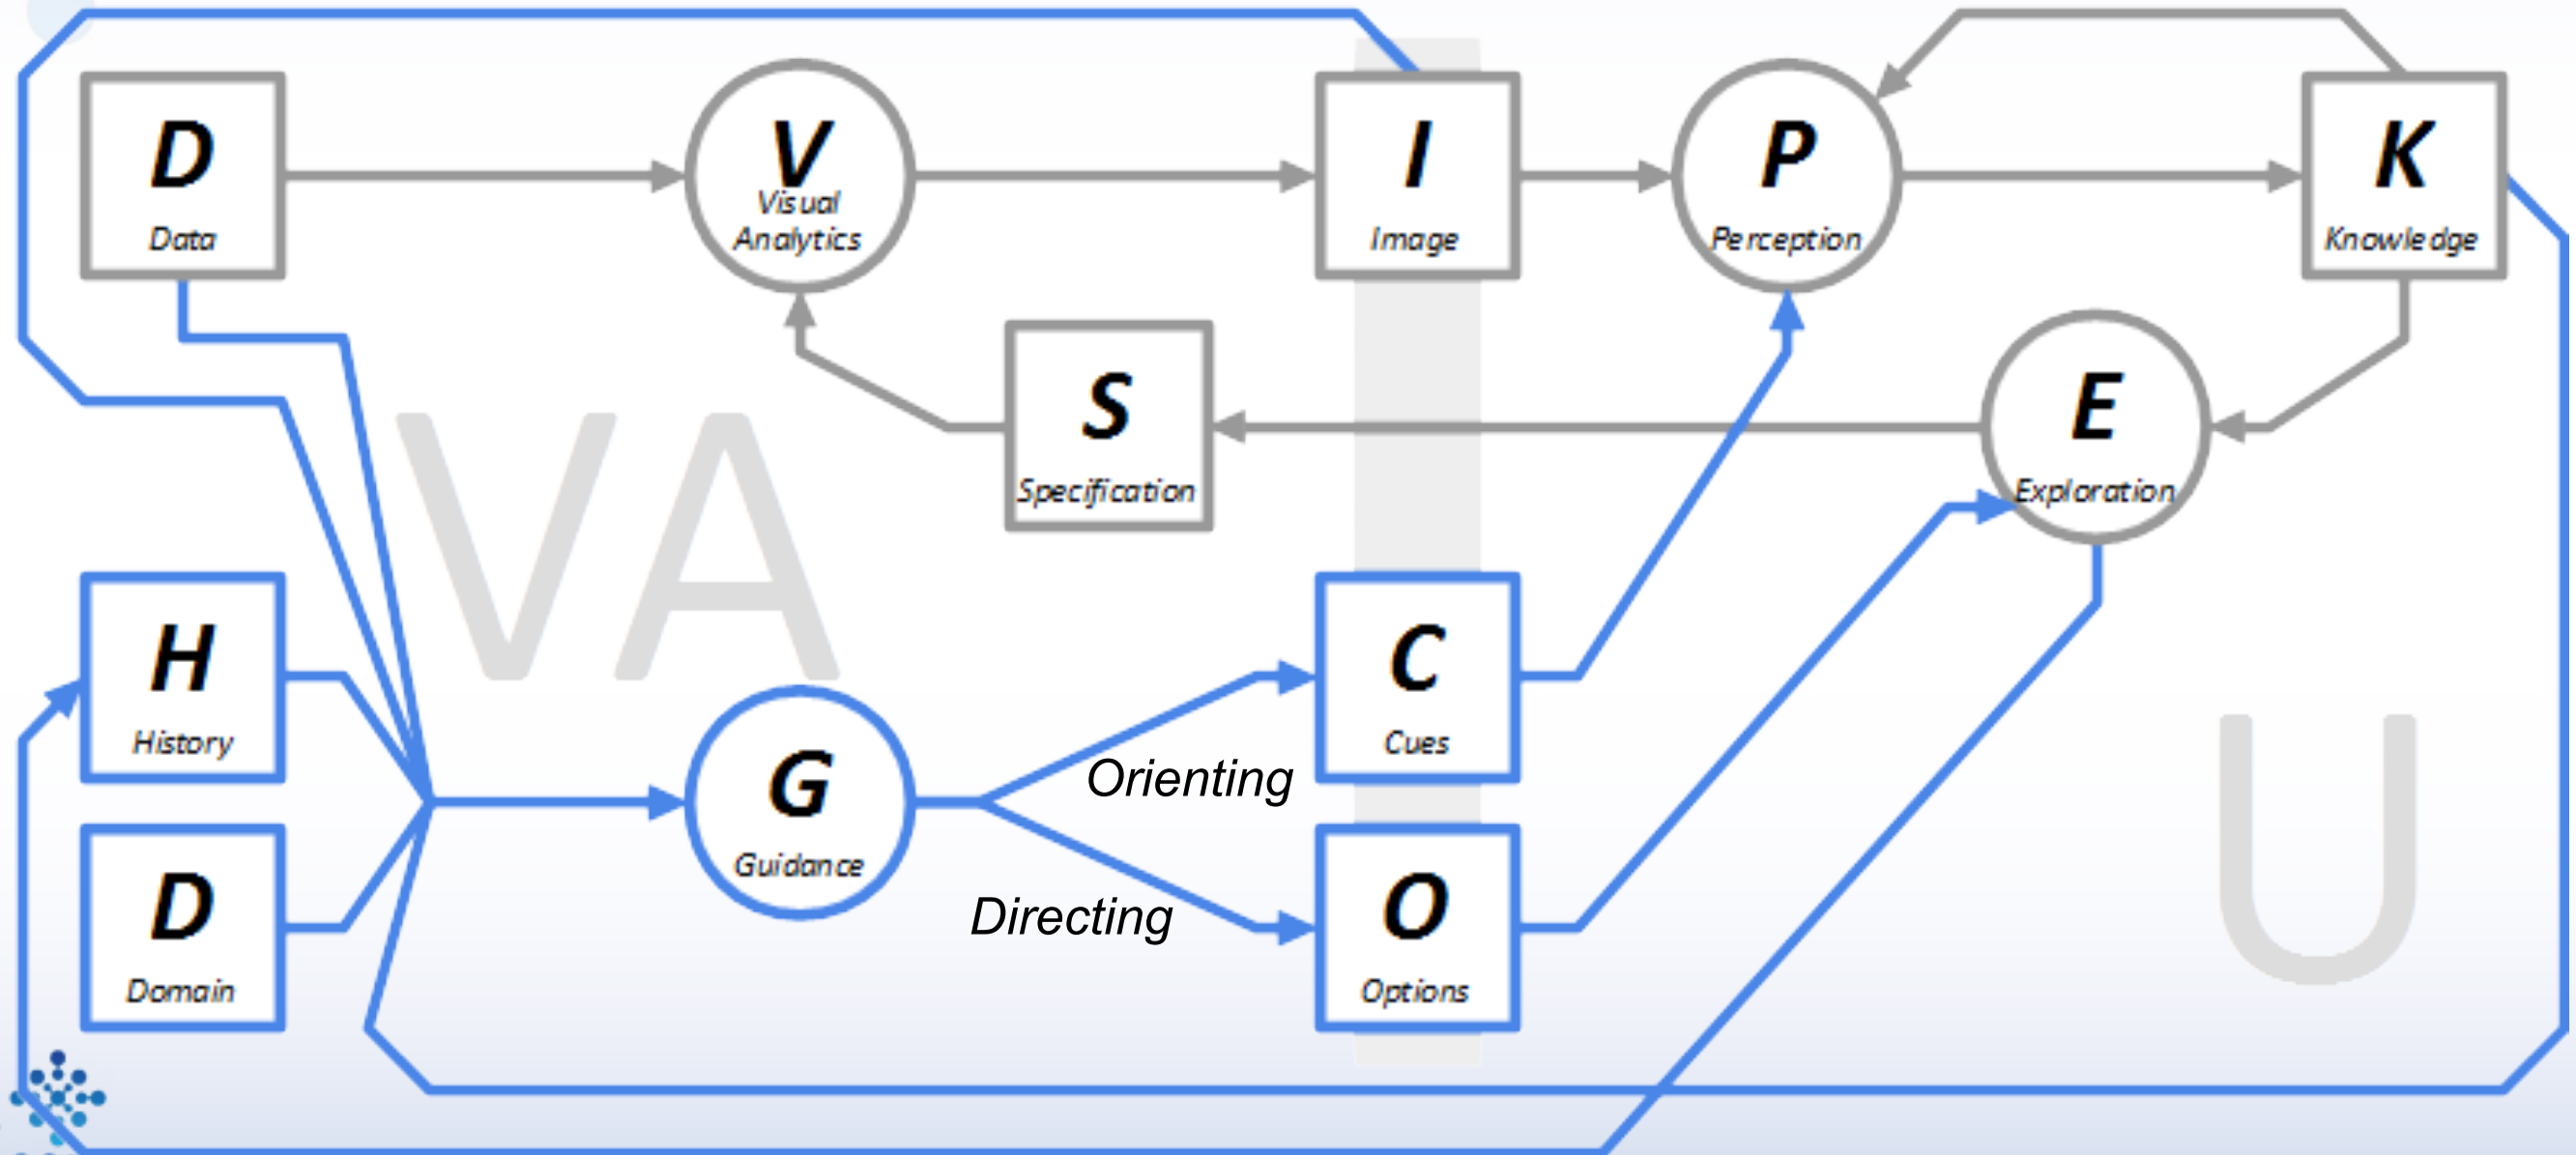 D
Data
V
Visual
Analytics
I
Image
P
Perception
K
Knowledge
S
Specification
E
Exploration
VA
H
History
C
Cues
G
Guidance
Orienting
Directing
D
Domain
O
Options
U